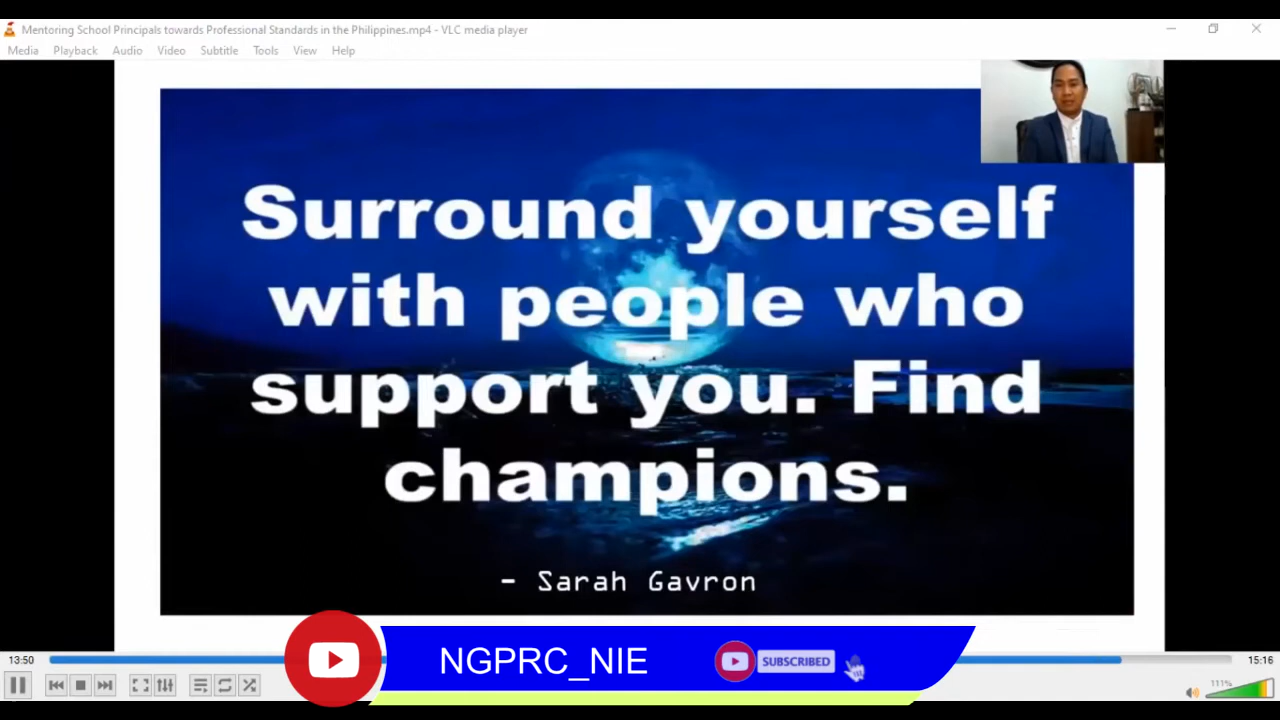 Mentoring School Principals towards Professional Standards in the Philippines.mp4 - VLC media player
Media Playback Audio Video Subtitle Tools View Help
Surround yourself
with people who
support you. Find
champions.
- Sarah Gavron
13:50
15:16
NGPRC_NIE
SUBSCRIBED
111%